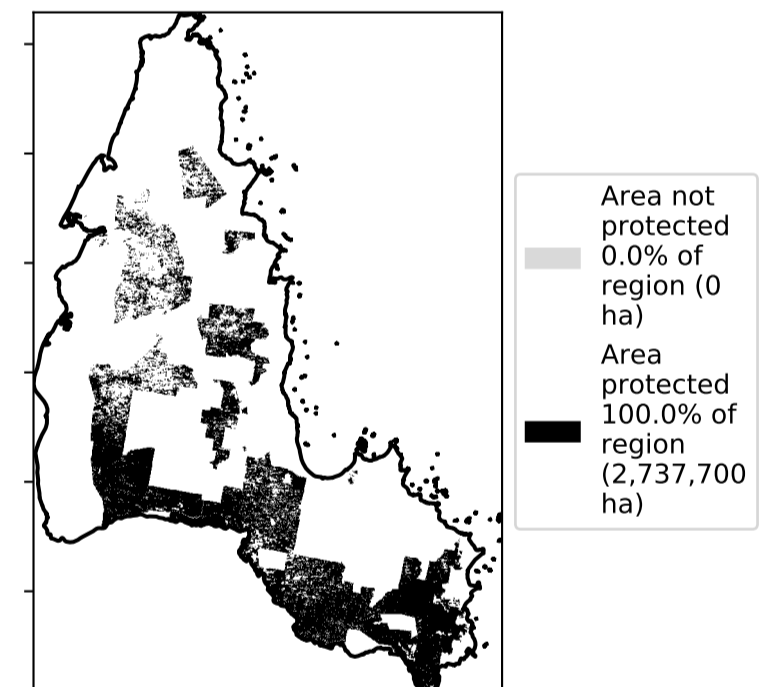 Area not
protected
0.0% of
region (0
ha)
Area
protected
100.0% of
region
(2,737,700
ha)